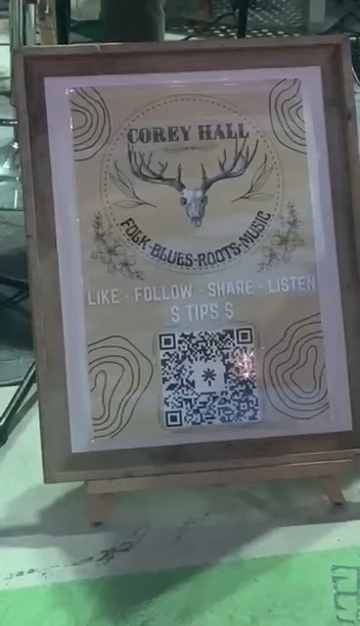 COREY HALL
FOLK·BLUES·ROOTS·MUSIC
LIKE - FOLLOW - SHARE - LISTEN
$ TIPS $